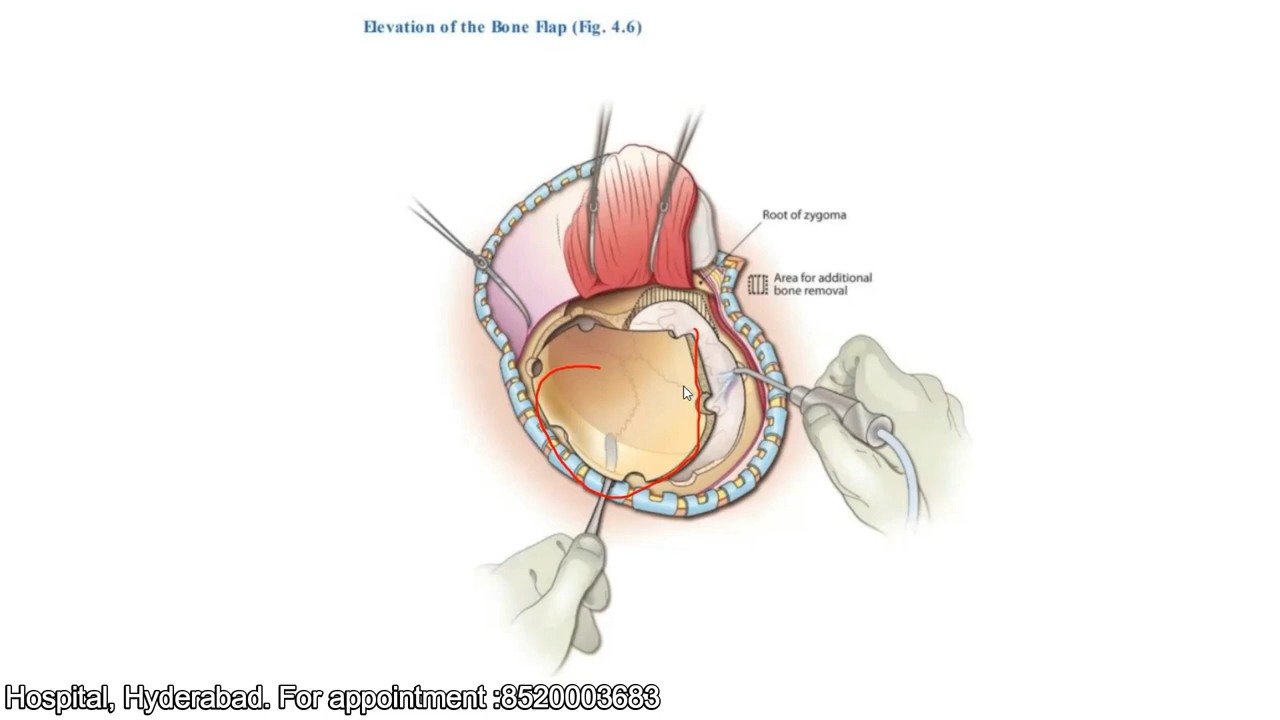 Elevation of the Bone Flap (Fig. 4.6)
Root of zygoma
Area for additional
bone removal
Hospital, Hyderabad. For appointment :8520003683